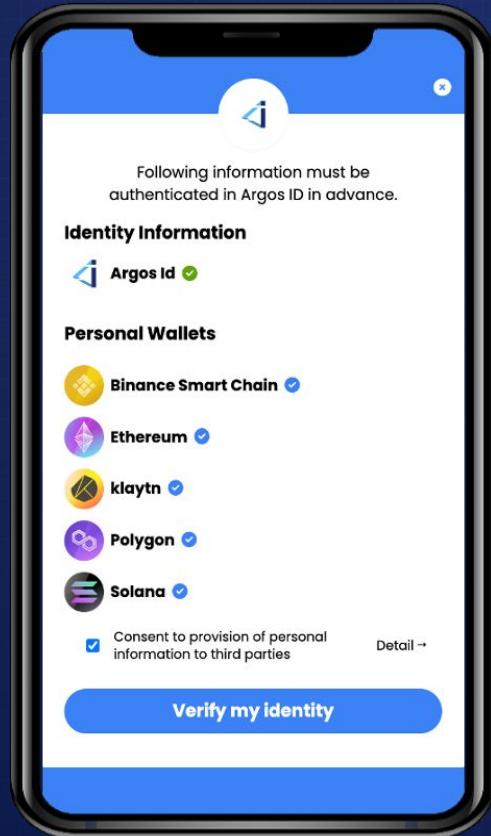 Following information must be
authenticated in Argos ID in advance.
Identity Information
Argos Id
Personal Wallets
Binance Smart Chain
Ethereum
klaytn
Polygon
Solana
Consent to provision of personal
information to third parties
Detail →
Verify my identity